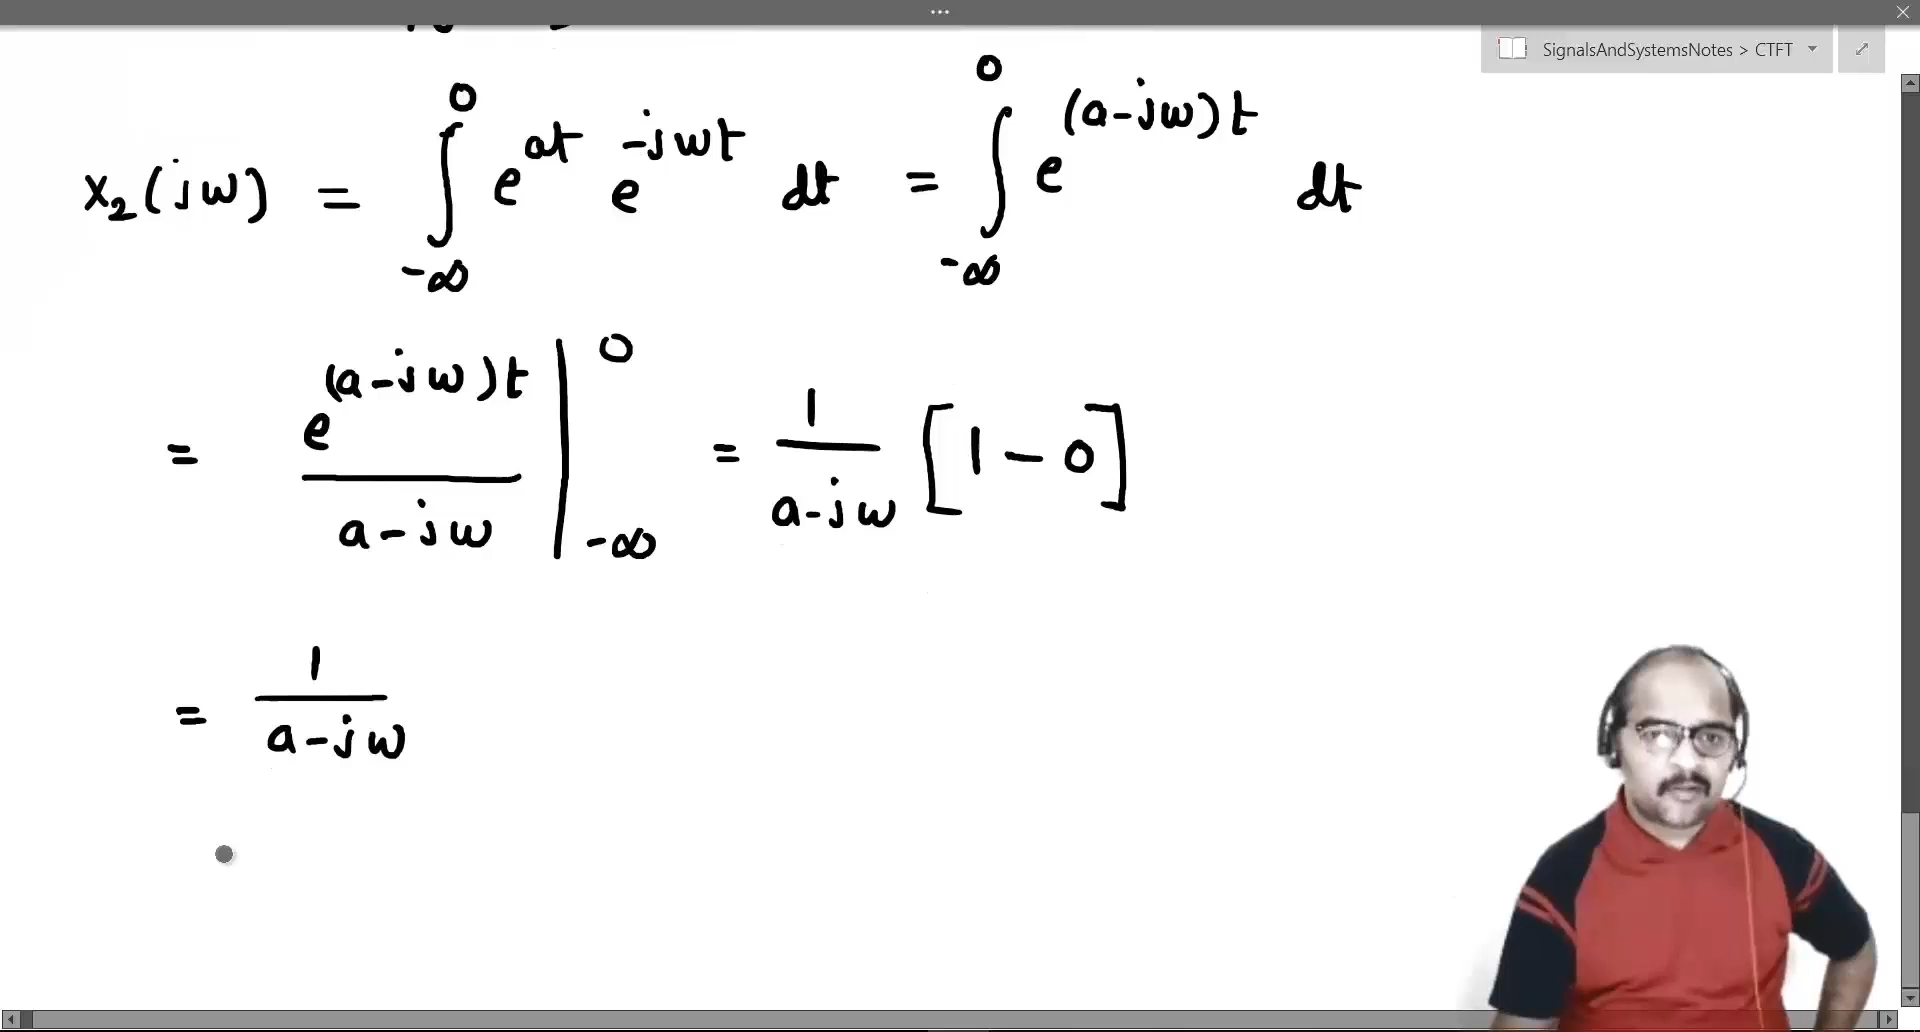 SignalsAndSystemsNotes > CTFT
X₂(jω) = ∫_{-∞}^{0} e^{at} e^{-jωt} dt = ∫_{-∞}^{0} e^{(a-jω)t} dt
= e^{(a-jω)t}/(a-jω) |_{-∞}^{0} = 1/(a-jω) [1-0]
= 1/(a-jω)